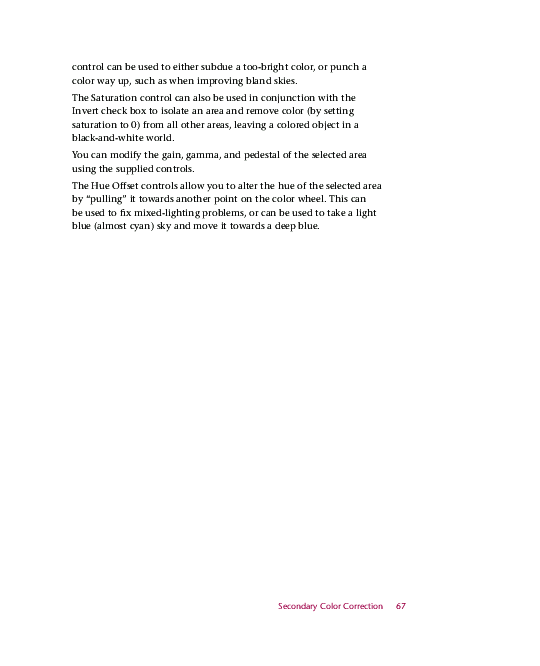 control can be used to either subdue a too-bright color, or punch a
color way up, such as when improving bland skies.
The Saturation control can also be used in conjunction with the
Invert check box to isolate an area and remove color (by setting
saturation to 0) from all other areas, leaving a colored object in a
black-and-white world.
You can modify the gain, gamma, and pedestal of the selected area
using the supplied controls.
The Hue Offset controls allow you to alter the hue of the selected area
by “pulling” it towards another point on the color wheel. This can
be used to fix mixed-lighting problems, or can be used to take a light
blue (almost cyan) sky and move it towards a deep blue.
Secondary Color Correction 67